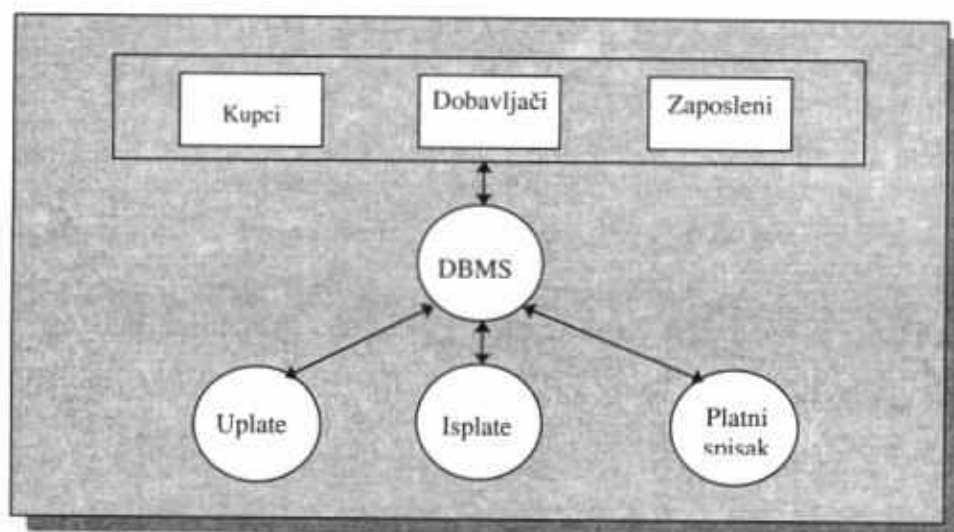 Kupci
Dobavljači
Zaposleni
DBMS
Uplate
Isplate
Platni
spisak